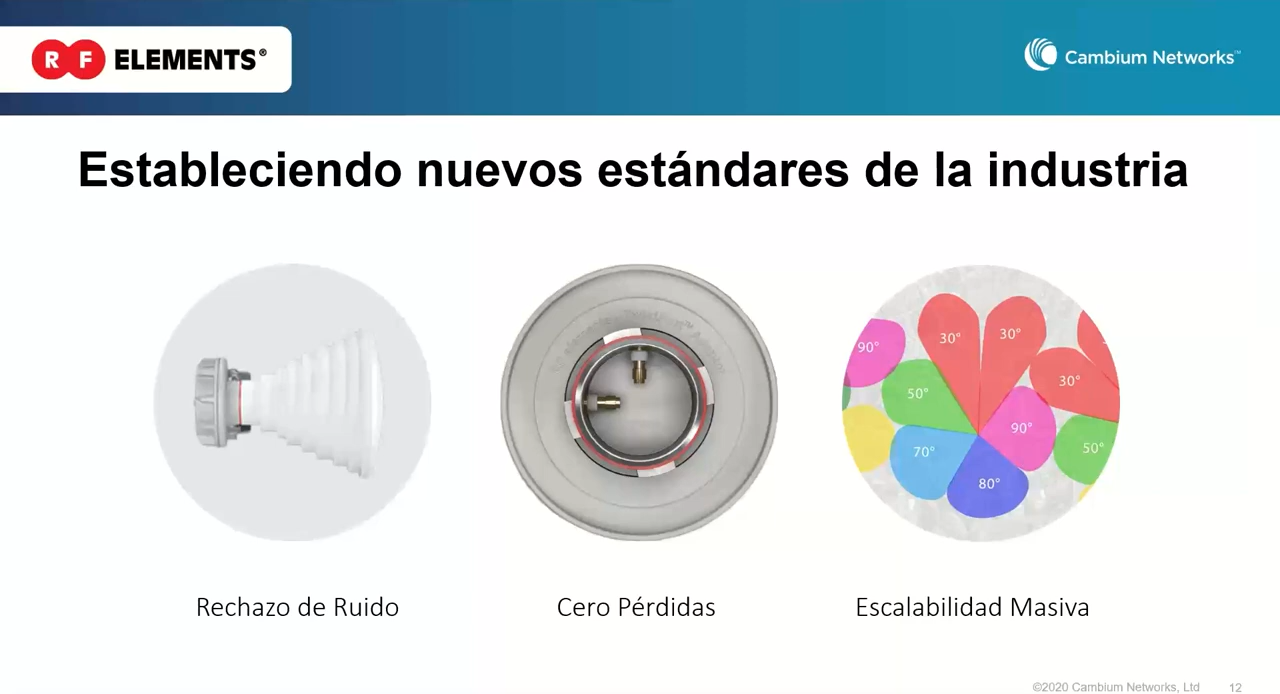 R F ELEMENTS®
Cambium Networks™
Estableciendo nuevos estándares de la industria
90°
30°
30°
30°
50°
90°
50°
70°
80°
Rechazo de Ruido
Cero Pérdidas
Escalabilidad Masiva
©2020 Cambium Networks, Ltd
12